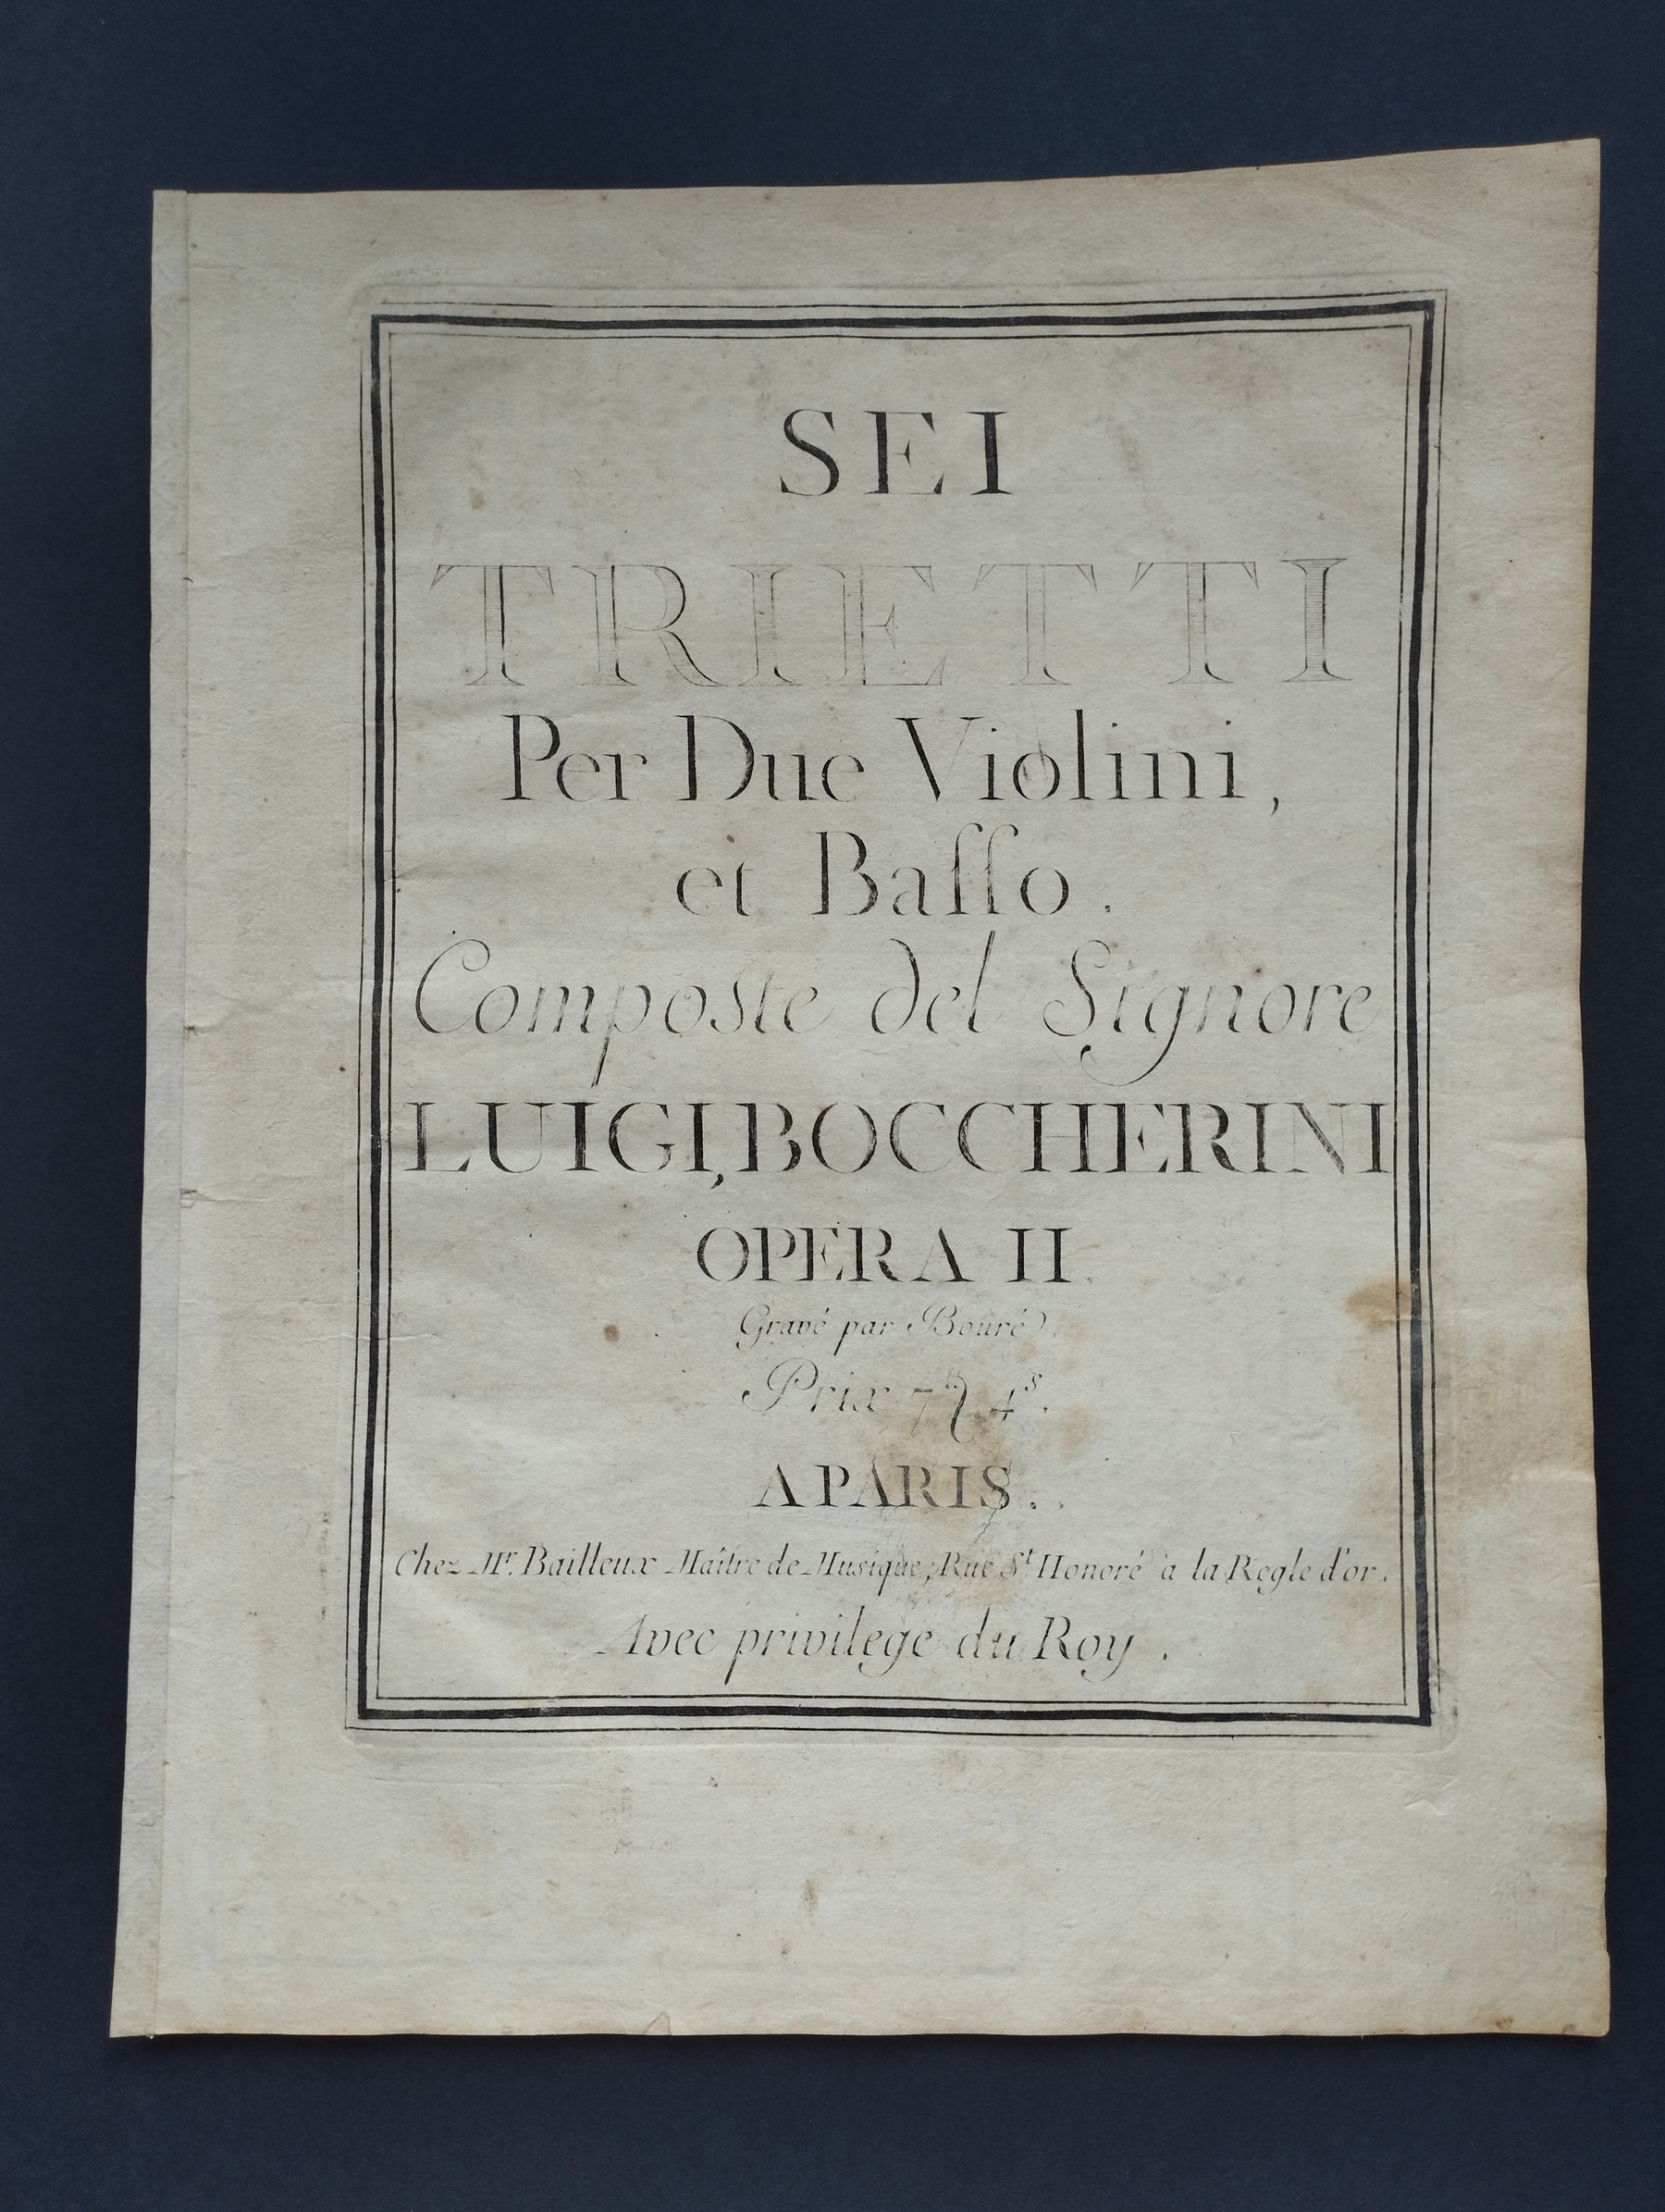 SEI
TRIETTI
Per Due Violini,
et Baſſo.
Composte del Signore
LUIGI, BOCCHERINI
OPERA II.
Gravé par Bouré.
Prix 7₶ 4ˢ.
A PARIS.
Chez Mʳ. Bailleux Maître de Musique, Rue Sᵗ Honoré a la Regle d'or.
Avec privilege du Roy.